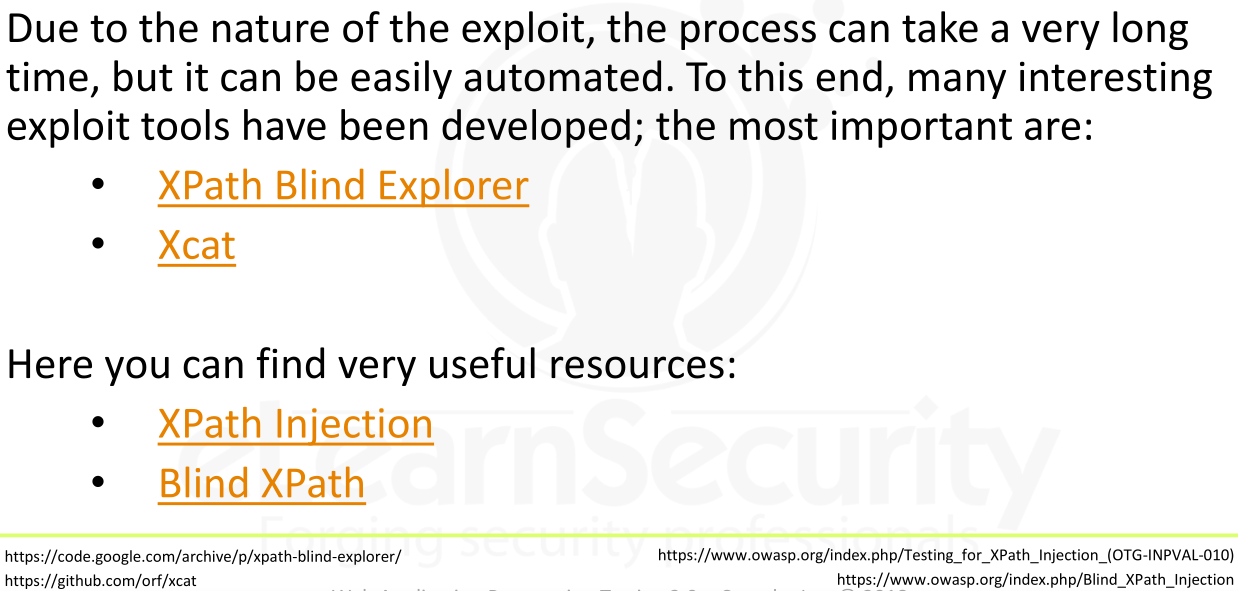 Due to the nature of the exploit, the process can take a very long
time, but it can be easily automated. To this end, many interesting
exploit tools have been developed; the most important are:
• XPath Blind Explorer
• Xcat
Here you can find very useful resources:
• XPath Injection
• Blind XPath
eLearnSecurity
Forging security professionals
https://code.google.com/archive/p/xpath-blind-explorer/
https://github.com/orf/xcat
https://www.owasp.org/index.php/Testing_for_XPath_Injection_(OTG-INPVAL-010)
https://www.owasp.org/index.php/Blind_XPath_Injection